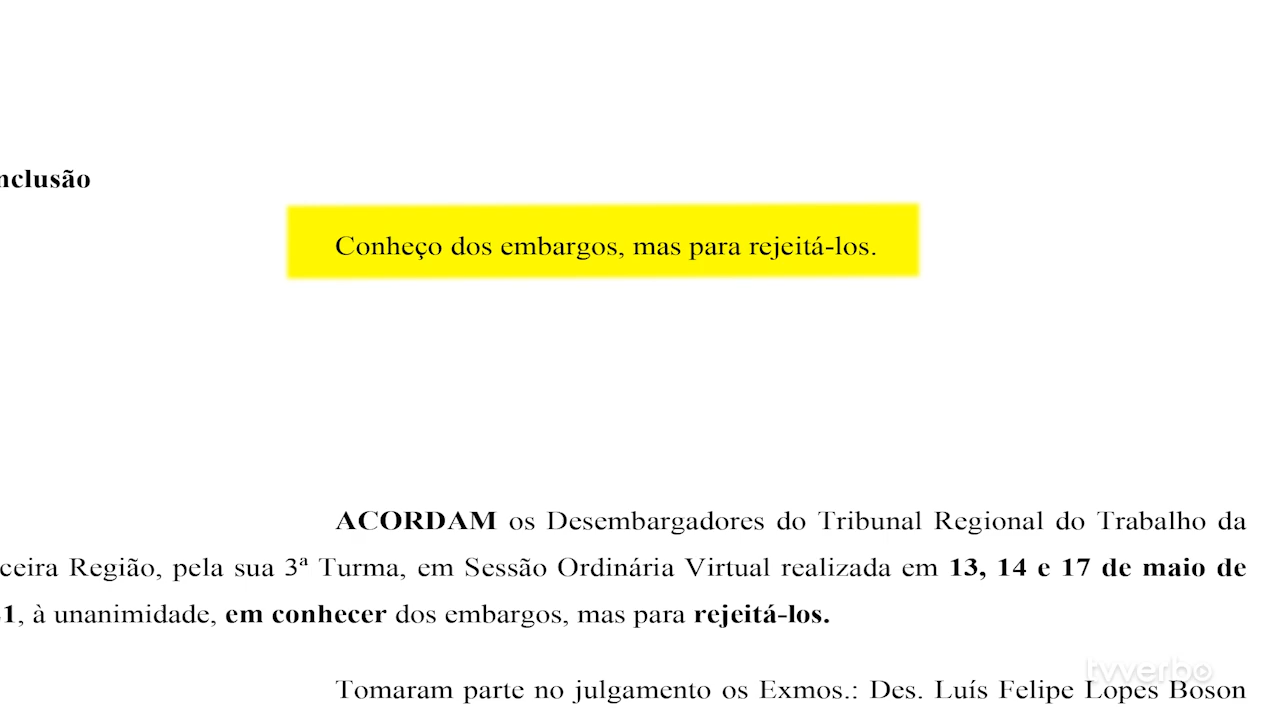 nclusão
Conheço dos embargos, mas para rejeitá-los.
ACORDAM os Desembargadores do Tribunal Regional do Trabalho da
ceira Região, pela sua 3ª Turma, em Sessão Ordinária Virtual realizada em 13, 14 e 17 de maio de
1, à unanimidade, em conhecer dos embargos, mas para rejeitá-los.
Tomaram parte no julgamento os Exmos.: Des. Luís Felipe Lopes Boson
tvverbo